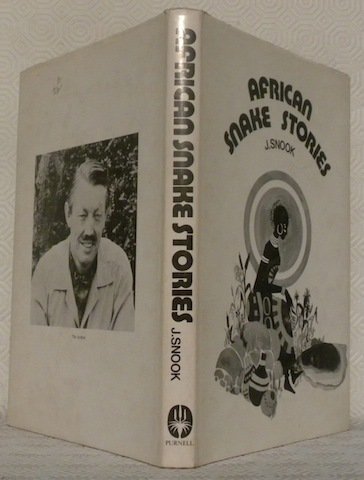 AFRICAN
SNAKE STORIES
J.SNOOK
AFRICAN SNAKE STORIES
J.SNOOK
PURNELL